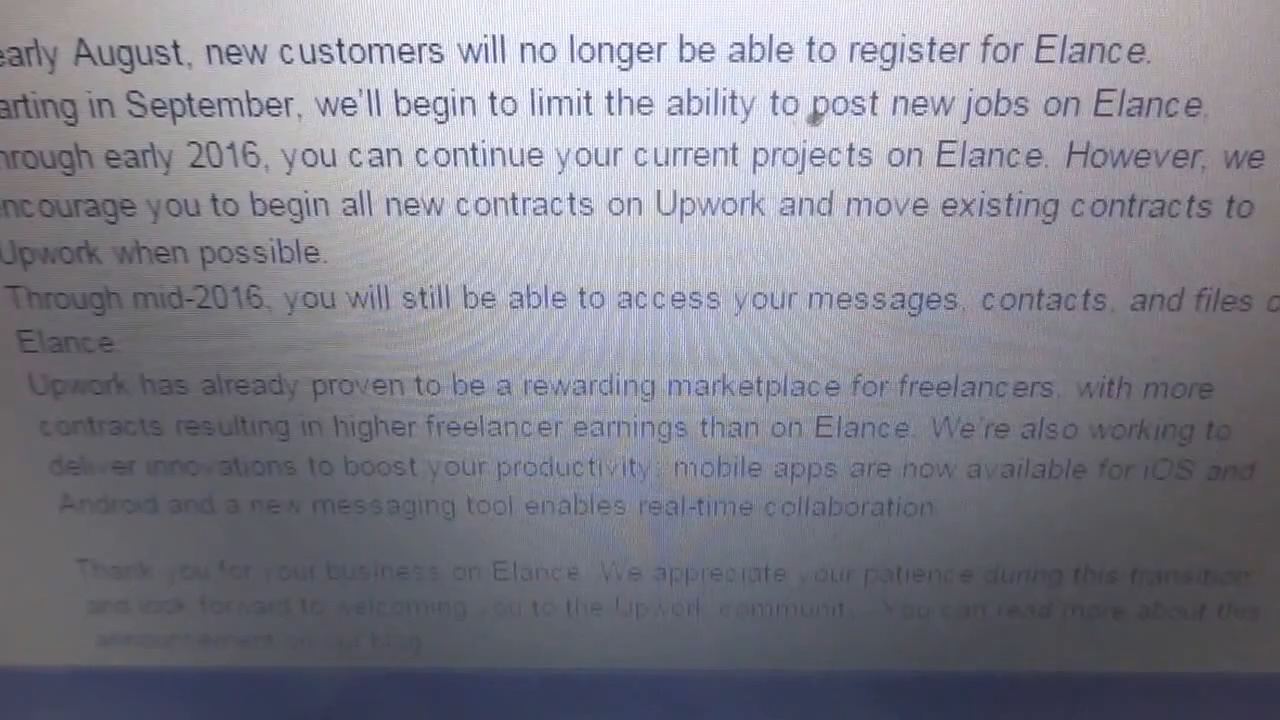 early August, new customers will no longer be able to register for Elance.
arting in September, we'll begin to limit the ability to post new jobs on Elance.
hrough early 2016, you can continue your current projects on Elance. However, we
ncourage you to begin all new contracts on Upwork and move existing contracts to
Upwork when possible.
Through mid-2016, you will still be able to access your messages, contacts, and files o
Elance.
Upwork has already proven to be a rewarding marketplace for freelancers, with more
contracts resulting in higher freelancer earnings than on Elance. We're also working to
deliver innovations to boost your productivity; mobile apps are now available for iOS and
Android and a new messaging tool enables real-time collaboration.
Thank you for your business on Elance. We appreciate your patience during this transition
and look forward to welcoming you to the Upwork community. You can read more about this
announcement on our blog.